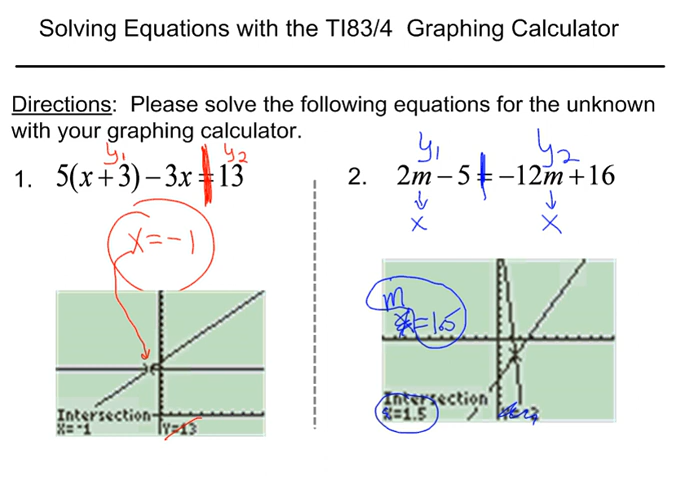 Solving Equations with the TI83/4 Graphing Calculator
Directions: Please solve the following equations for the unknown
with your graphing calculator.
y1 y2
1. 5(x+3)−3x=13
x=-1
Intersection
X=-1 Y=13
y1 y2
2. 2m−5=−12m+16
x x
m
=1.5
Intersection
X=1.5